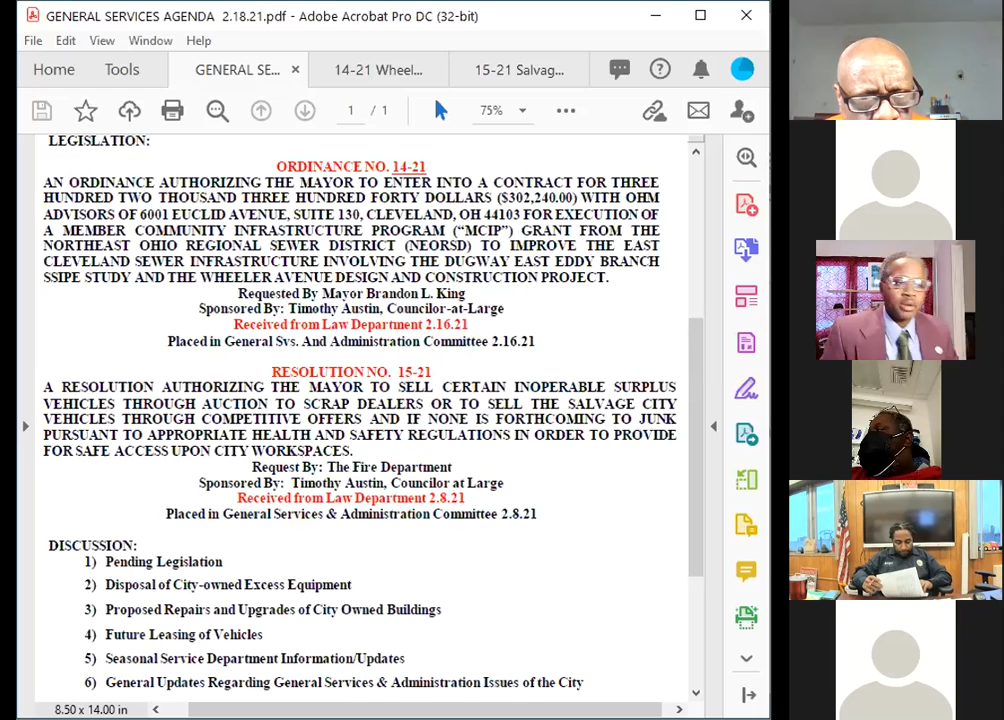 GENERAL SERVICES AGENDA 2.18.21.pdf - Adobe Acrobat Pro DC (32-bit)
File Edit View Window Help
Home Tools GENERAL SE... × 14-21 Wheel... 15-21 Salvag...
1 / 1 75%
LEGISLATION:
ORDINANCE NO. 14-21
AN ORDINANCE AUTHORIZING THE MAYOR TO ENTER INTO A CONTRACT FOR THREE
HUNDRED TWO THOUSAND THREE HUNDRED FORTY DOLLARS ($302,240.00) WITH OHM
ADVISORS OF 6001 EUCLID AVENUE, SUITE 130, CLEVELAND, OH 44103 FOR EXECUTION OF
A MEMBER COMMUNITY INFRASTRUCTURE PROGRAM (“MCIP”) GRANT FROM THE
NORTHEAST OHIO REGIONAL SEWER DISTRICT (NEORSD) TO IMPROVE THE EAST
CLEVELAND SEWER INFRASTRUCTURE INVOLVING THE DUGWAY EAST EDDY BRANCH
SSIPE STUDY AND THE WHEELER AVENUE DESIGN AND CONSTRUCTION PROJECT.
Requested By Mayor Brandon L. King
Sponsored By: Timothy Austin, Councilor-at-Large
Received from Law Department 2.16.21
Placed in General Svs. And Administration Committee 2.16.21
RESOLUTION NO. 15-21
A RESOLUTION AUTHORIZING THE MAYOR TO SELL CERTAIN INOPERABLE SURPLUS
VEHICLES THROUGH AUCTION TO SCRAP DEALERS OR TO SELL THE SALVAGE CITY
VEHICLES THROUGH COMPETITIVE OFFERS AND IF NONE IS FORTHCOMING TO JUNK
PURSUANT TO APPROPRIATE HEALTH AND SAFETY REGULATIONS IN ORDER TO PROVIDE
FOR SAFE ACCESS UPON CITY WORKSPACES.
Request By: The Fire Department
Sponsored By: Timothy Austin, Councilor at Large
Received from Law Department 2.8.21
Placed in General Services & Administration Committee 2.8.21
DISCUSSION:
1) Pending Legislation
2) Disposal of City-owned Excess Equipment
3) Proposed Repairs and Upgrades of City Owned Buildings
4) Future Leasing of Vehicles
5) Seasonal Service Department Information/Updates
6) General Updates Regarding General Services & Administration Issues of the City
8.50 x 14.00 in